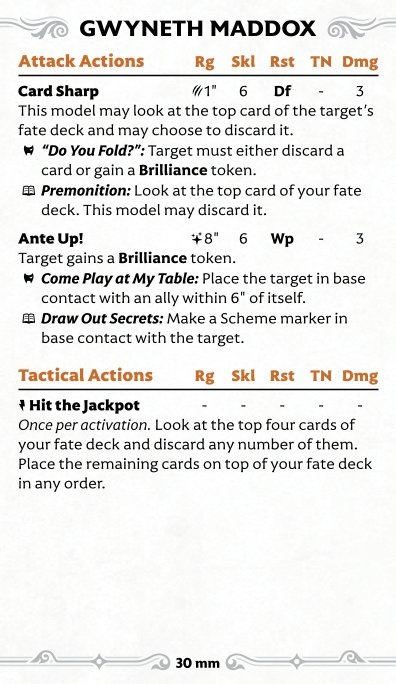 GWYNETH MADDOX
Attack Actions Rg Skl Rst TN Dmg
Card Sharp 1" 6 Df - 3
This model may look at the top card of the target's
fate deck and may choose to discard it.
"Do You Fold?": Target must either discard a
card or gain a Brilliance token.
Premonition: Look at the top card of your fate
deck. This model may discard it.
Ante Up! 8" 6 Wp - 3
Target gains a Brilliance token.
Come Play at My Table: Place the target in base
contact with an ally within 6" of itself.
Draw Out Secrets: Make a Scheme marker in
base contact with the target.
Tactical Actions Rg Skl Rst TN Dmg
Hit the Jackpot - - - - -
Once per activation. Look at the top four cards of
your fate deck and discard any number of them.
Place the remaining cards on top of your fate deck
in any order.
30 mm